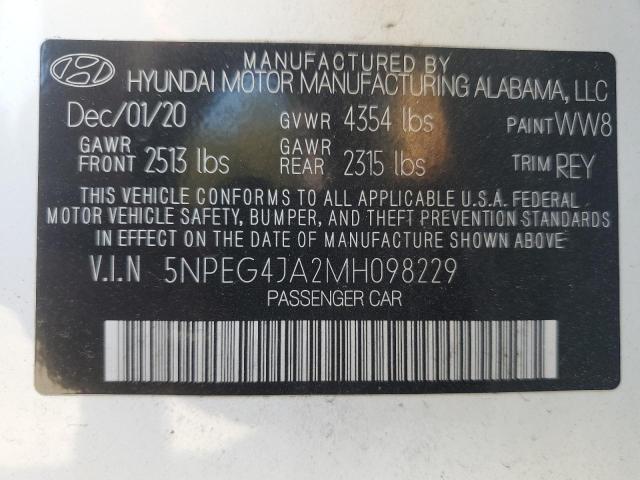 MANUFACTURED BY
HYUNDAI MOTOR MANUFACTURING ALABAMA, LLC
Dec/01/20 GVWR 4354 lbs PAINT WW8
GAWR FRONT 2513 lbs GAWR REAR 2315 lbs TRIM REY
THIS VEHICLE CONFORMS TO ALL APPLICABLE U.S.A. FEDERAL
MOTOR VEHICLE SAFETY, BUMPER, AND THEFT PREVENTION STANDARDS
IN EFFECT ON THE DATE OF MANUFACTURE SHOWN ABOVE
V.I.N 5NPEG4JA2MH098229
PASSENGER CAR